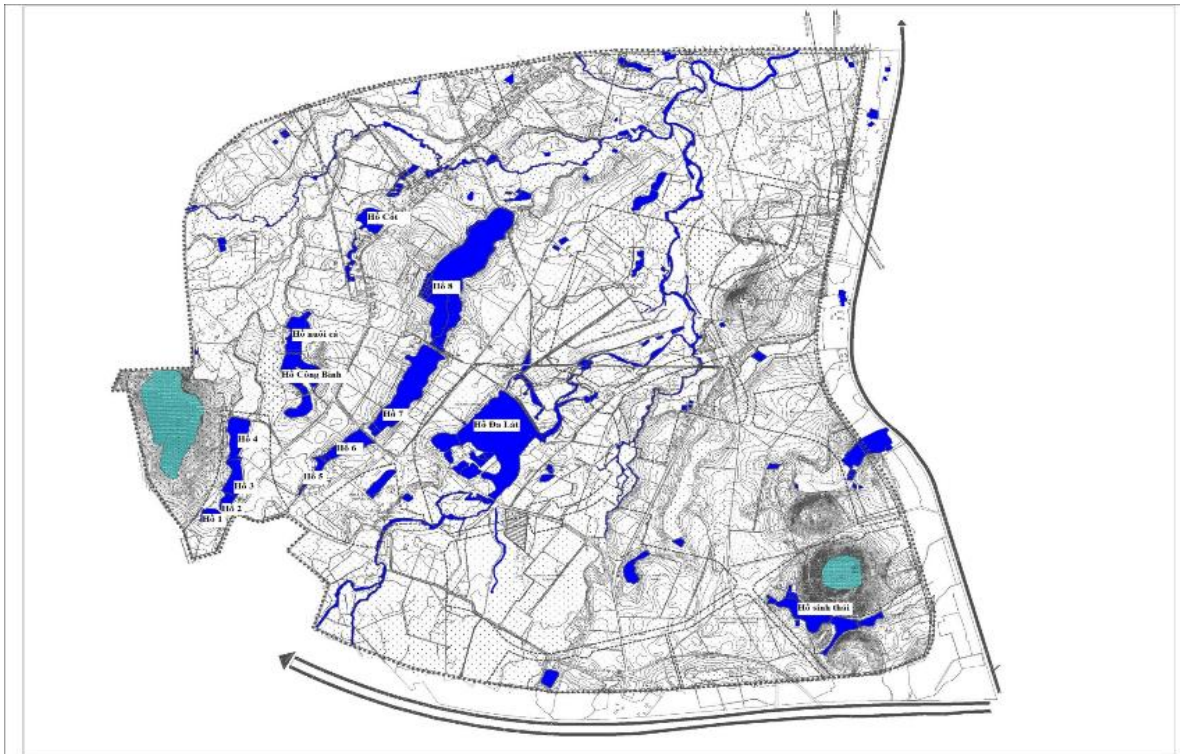 Hồ Cốt
Hồ 8
Hồ nuôi cá
Hồ Công Binh
Hồ 7
Hồ Đa Lát
Hồ 4
Hồ 6
Hồ 5
Hồ 3
Hồ 2
Hồ 1
Hồ sinh thái